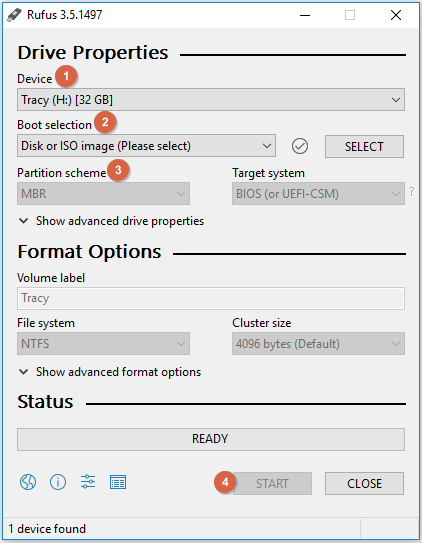 Rufus 3.5.1497
Drive Properties
Device 1
Tracy (H:) [32 GB]
Boot selection 2
Disk or ISO image (Please select)
SELECT
Partition scheme 3
Target system
MBR
BIOS (or UEFI-CSM)
?
Show advanced drive properties
Format Options
Volume label
Tracy
File system
Cluster size
NTFS
4096 bytes (Default)
Show advanced format options
Status
READY
4 START
CLOSE
1 device found